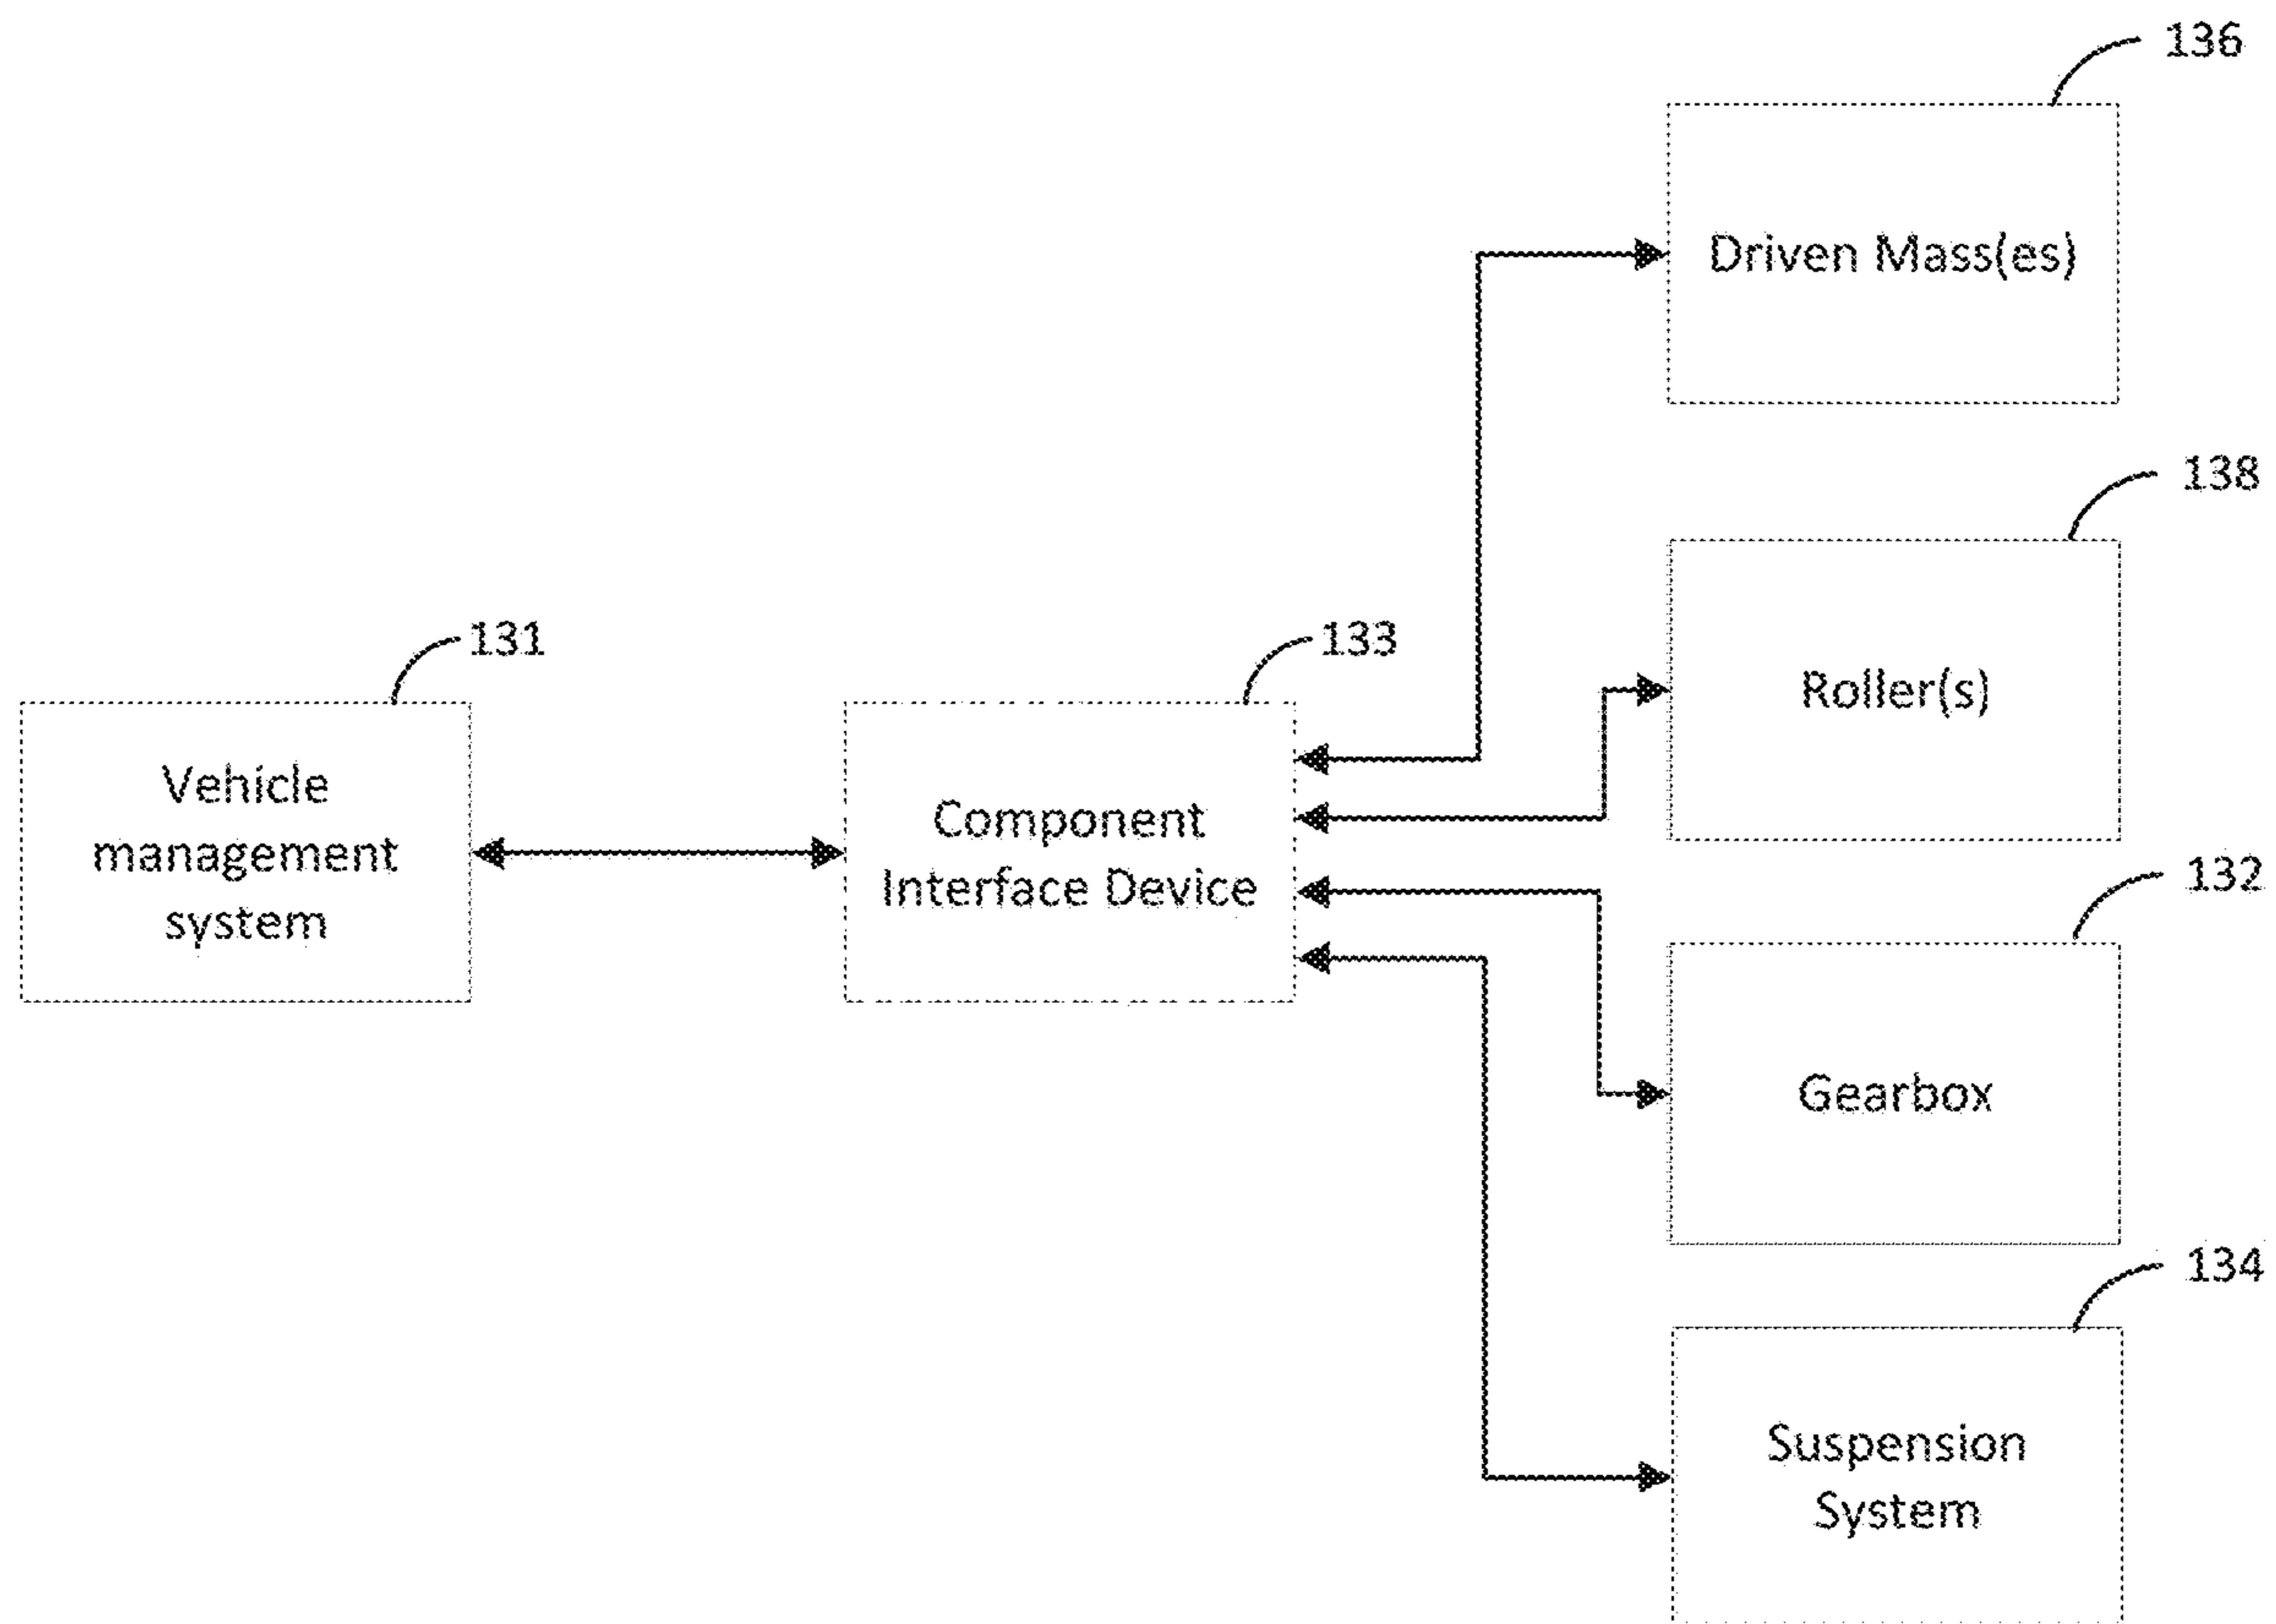 136
Driven Mass(es)
138
Roller(s)
131
Vehicle
management
system
133
Component
Interface Device
132
Gearbox
134
Suspension
System